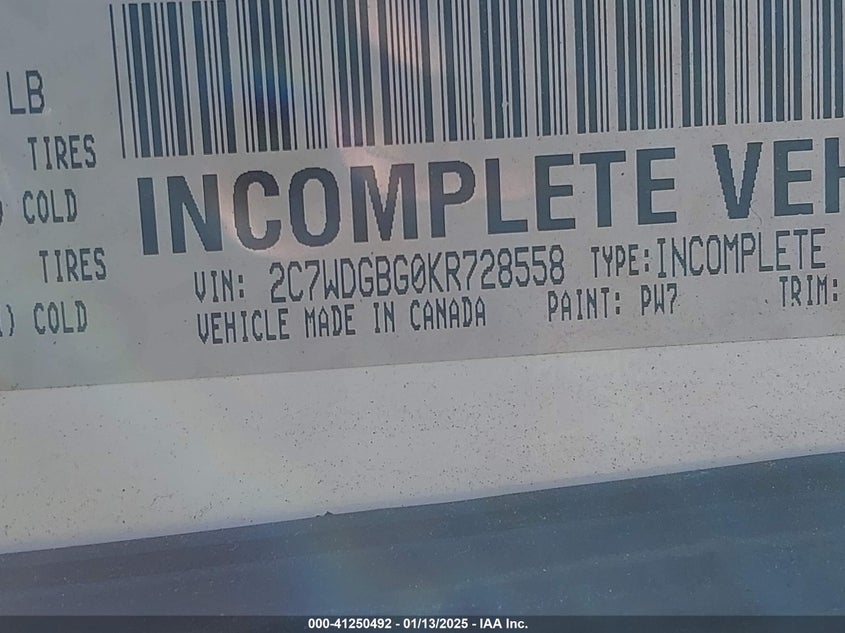 LB
TIRES
) COLD
TIRES
) COLD
INCOMPLETE VEH
VIN: 2C7WDGBG0KR728558 TYPE:INCOMPLETE
VEHICLE MADE IN CANADA PAINT: PW7 TRIM:
000-41250492 - 01/13/2025 - IAA Inc.